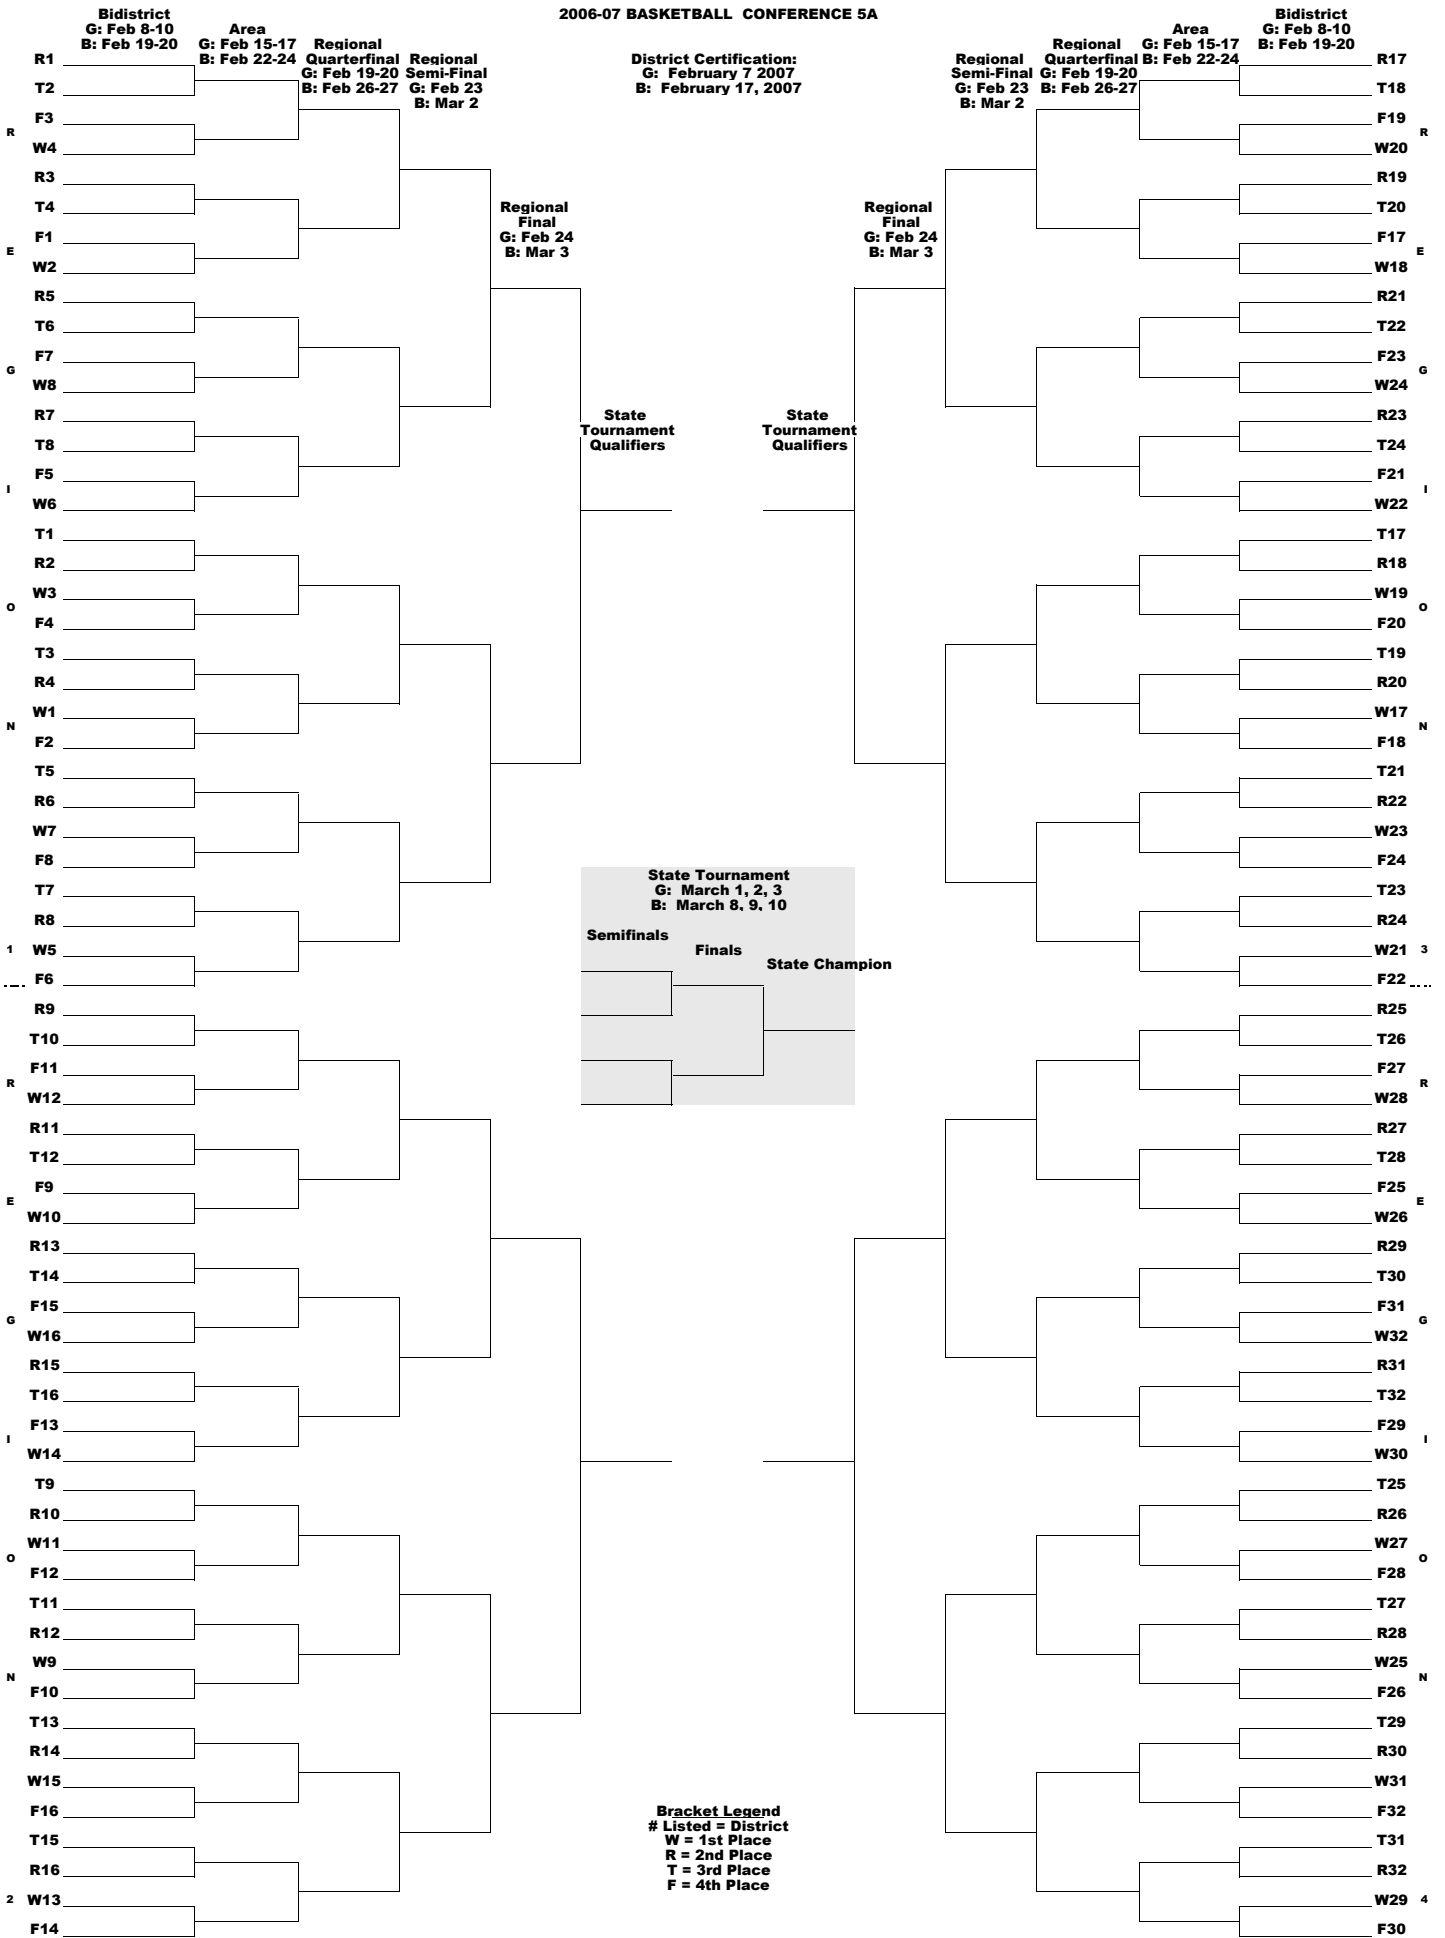 2006-07 BASKETBALL CONFERENCE 5A
Bidistrict
G: Feb 8-10
B: Feb 19-20
Area
G: Feb 15-17
B: Feb 22-24
Regional
Quarterfinal
G: Feb 19-20
B: Feb 26-27
Regional
Semi-Final
G: Feb 23
B: Mar 2
District Certification:
G: February 7 2007
B: February 17, 2007
Regional
Semi-Final
G: Feb 23
B: Mar 2
Regional
Quarterfinal
G: Feb 19-20
B: Feb 26-27
Area
G: Feb 15-17
B: Feb 22-24
Bidistrict
G: Feb 8-10
B: Feb 19-20
Regional
Final
G: Feb 24
B: Mar 3
Regional
Final
G: Feb 24
B: Mar 3
State
Tournament
Qualifiers
State
Tournament
Qualifiers
R E G I O N 1
R1
T2
F3
W4
R3
T4
F1
W2
R5
T6
F7
W8
R7
T8
F5
W6
T1
R2
W3
F4
T3
R4
W1
F2
T5
R6
W7
F8
T7
R8
W5
F6
R E G I O N 2
R9
T10
F11
W12
R11
T12
F9
W10
R13
T14
F15
W16
R15
T16
F13
W14
T9
R10
W11
F12
T11
R12
W9
F10
T13
R14
W15
F16
T15
R16
W13
F14
State Tournament
G: March 1, 2, 3
B: March 8, 9, 10
Semifinals
Finals
State Champion
Bracket Legend
# Listed = District
W = 1st Place
R = 2nd Place
T = 3rd Place
F = 4th Place
R17
T18
F19
W20
R19
T20
F17
W18
R21
T22
F23
W24
R23
T24
F21
W22
T17
R18
W19
F20
T19
R20
W17
F18
T21
R22
W23
F24
T23
R24
W21
F22
R E G I O N 3
R25
T26
F27
W28
R27
T28
F25
W26
R29
T30
F31
W32
R31
T32
F29
W30
T25
R26
W27
F28
T27
R28
W25
F26
T29
R30
W31
F32
T31
R32
W29
F30
R E G I O N 4